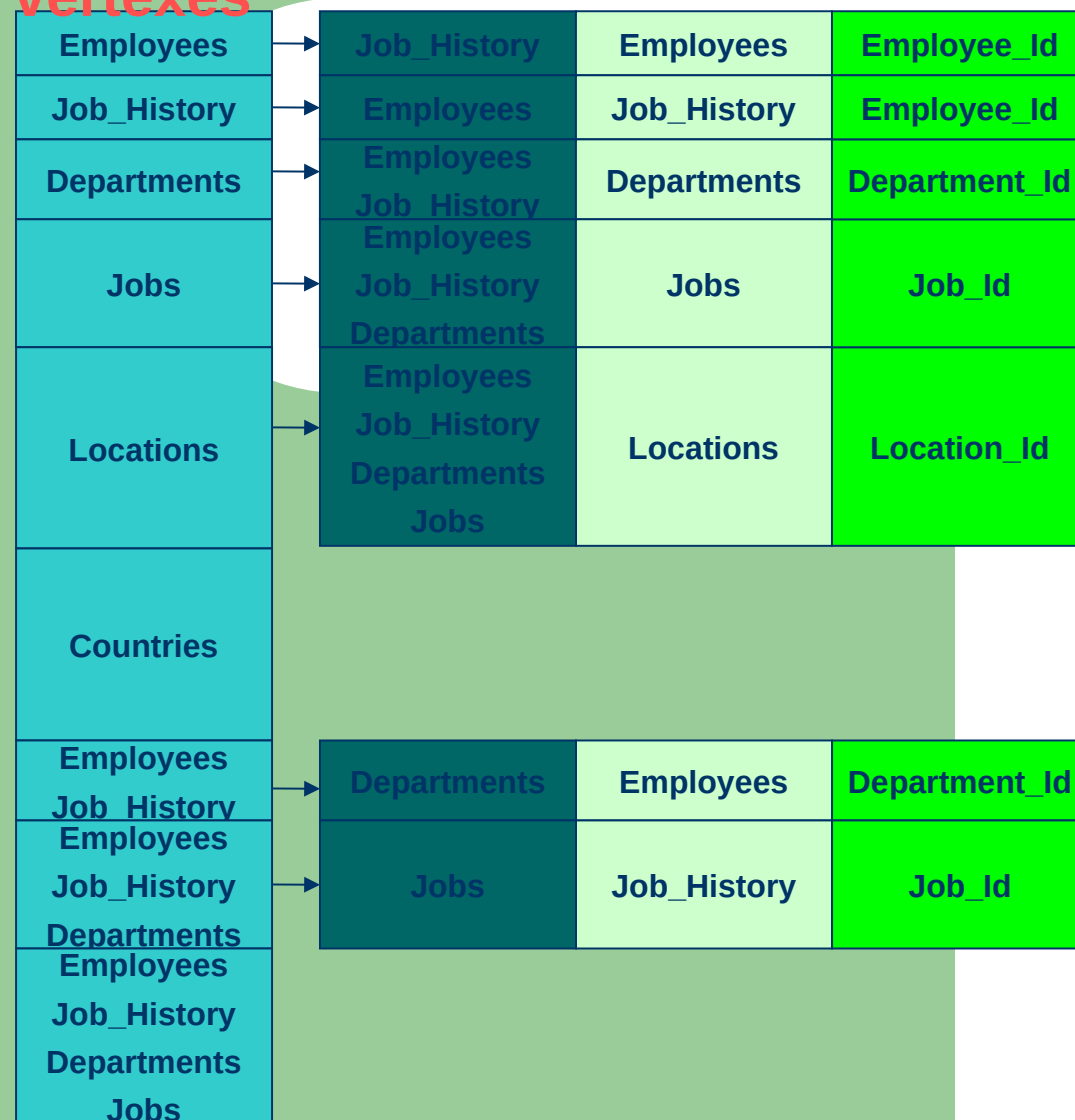 Vertexes
Employees Job_History Employees Employee_Id
Job_History Employees Job_History Employee_Id
Employees
Departments Departments Department_Id
Job_History
Employees
Jobs Job_History Jobs Job_Id
Departments
Employees
Job_History
Locations Locations Location_Id
Departments
Jobs
Countries
Employees
Job_History
Departments Employees Department_Id
Employees
Job_History
Departments
Jobs Job_History Job_Id
Employees
Job_History
Departments
Jobs